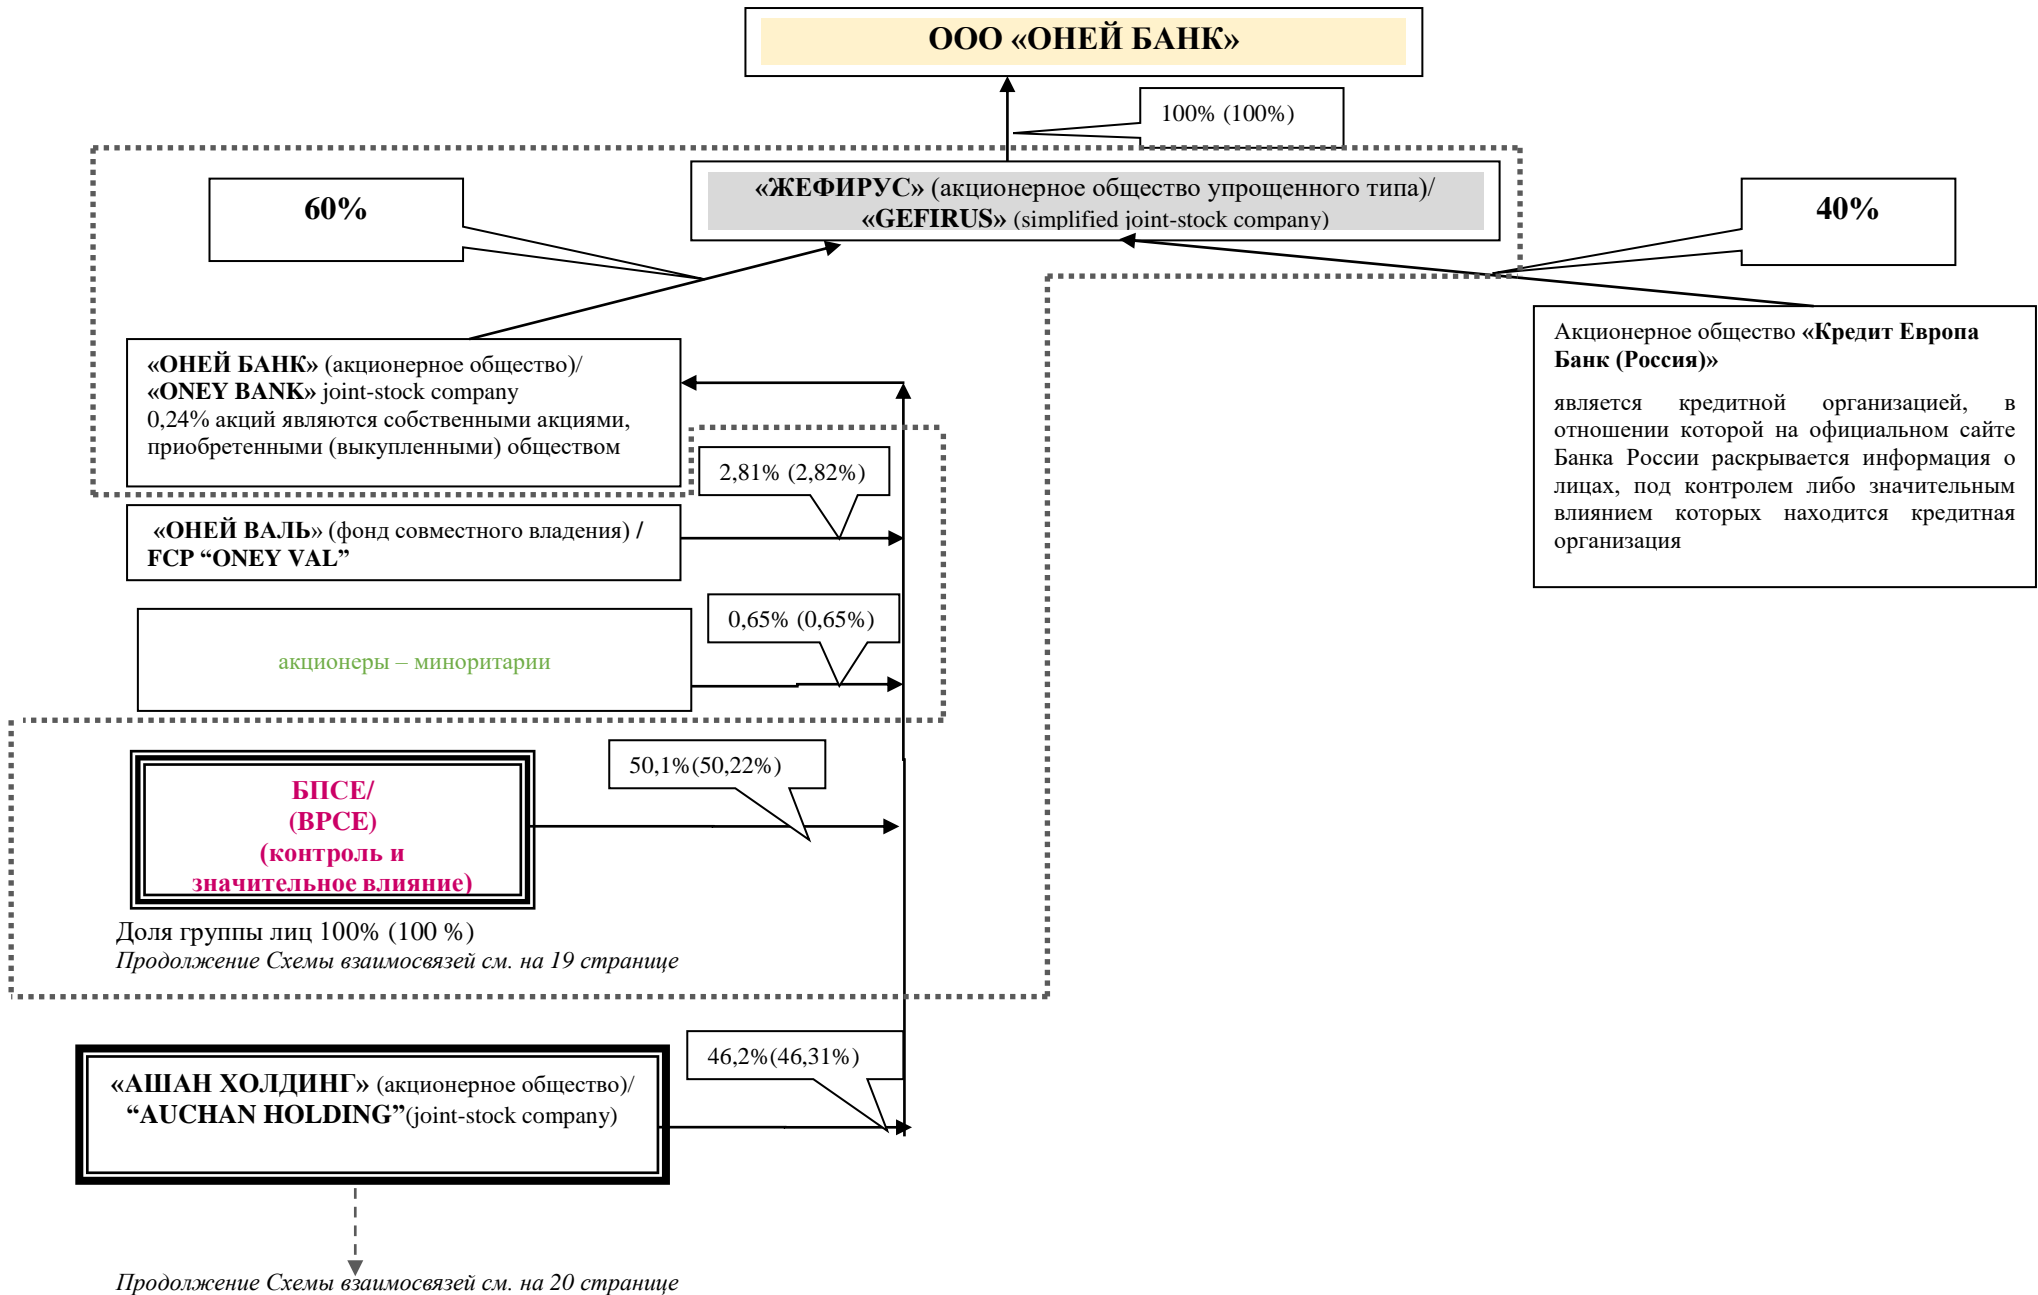 ООО «ОНЕЙ БАНК»
100% (100%)
«ЖЕФИРУС» (акционерное общество упрощенного типа)/
«GEFIRUS» (simplified joint-stock company)
60%
40%
Акционерное общество «Кредит Европа
Банк (Россия)»
является кредитной организацией, в
отношении которой на официальном сайте
Банка России раскрывается информация о
лицах, под контролем либо значительным
влиянием которых находится кредитная
организация
«ОНЕЙ БАНК» (акционерное общество)/
«ONEY BANK» joint-stock company
0,24% акций являются собственными акциями,
приобретенными (выкупленными) обществом
2,81% (2,82%)
«ОНЕЙ ВАЛЬ» (фонд совместного владения) /
FCP “ONEY VAL”
0,65% (0,65%)
акционеры – миноритарии
50,1%(50,22%)
БПСЕ/
(BPCE)
(контроль и
значительное влияние)
Доля группы лиц 100% (100 %)
Продолжение Схемы взаимосвязей см. на 19 странице
46,2%(46,31%)
«АШАН ХОЛДИНГ» (акционерное общество)/
“AUCHAN HOLDING”(joint-stock company)
Продолжение Схемы взаимосвязей см. на 20 странице